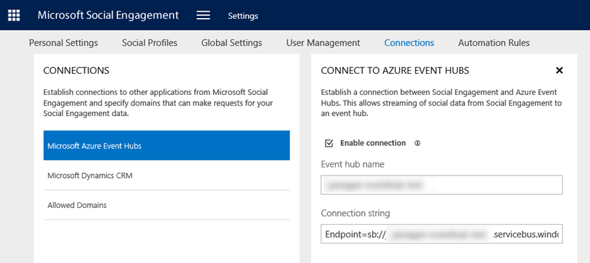 Microsoft Social Engagement
Settings
Personal Settings
Social Profiles
Global Settings
User Management
Connections
Automation Rules
CONNECTIONS
Establish connections to other applications from Microsoft Social
Engagement and specify domains that can make requests for your
Social Engagement data.
Microsoft Azure Event Hubs
Microsoft Dynamics CRM
Allowed Domains
CONNECT TO AZURE EVENT HUBS
Establish a connection between Social Engagement and Azure Event
Hubs. This allows streaming of social data from Social Engagement to
an event hub.
Enable connection
Event hub name
Connection string
Endpoint=sb:// .servicebus.windo